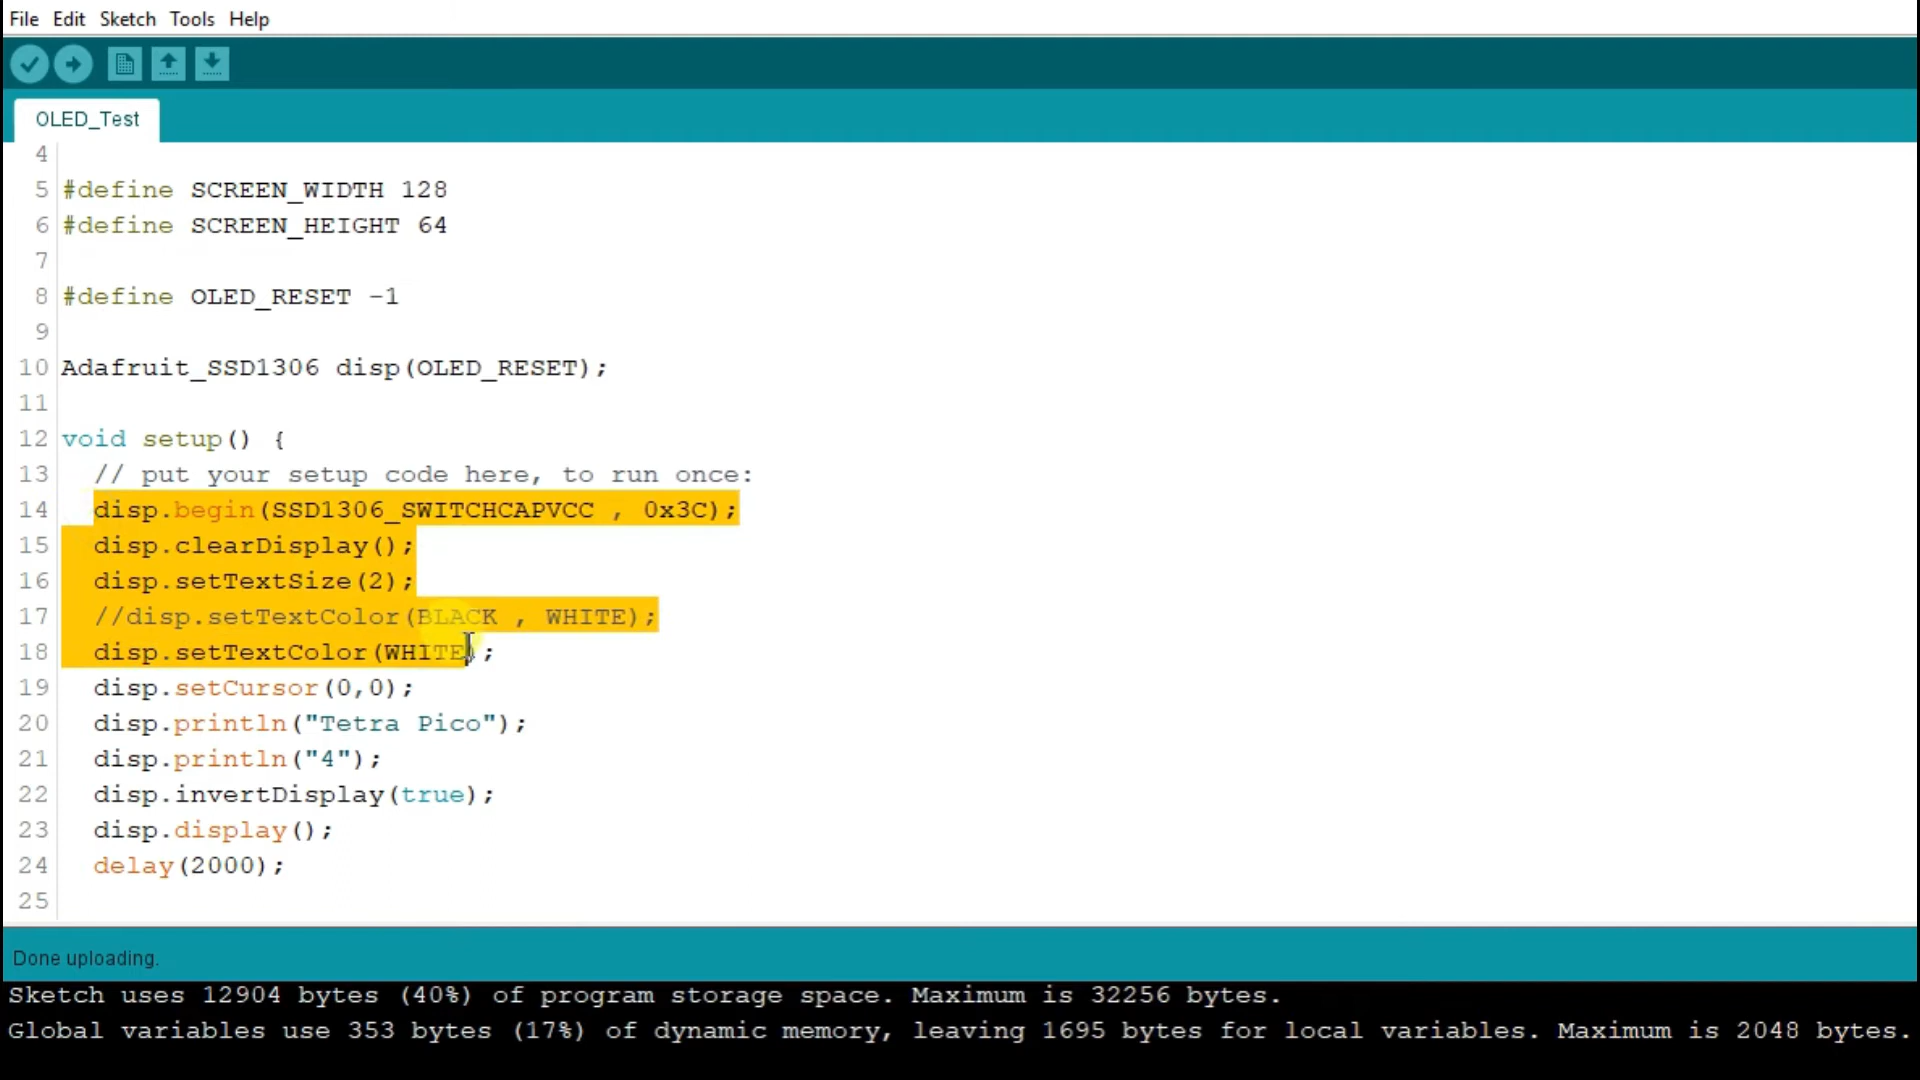 File Edit Sketch Tools Help
OLED_Test
4
5 #define SCREEN_WIDTH 128
6 #define SCREEN_HEIGHT 64
7
8 #define OLED_RESET -1
9
10 Adafruit_SSD1306 disp(OLED_RESET);
11
12 void setup() {
13 // put your setup code here, to run once:
14 disp.begin(SSD1306_SWITCHCAPVCC , 0x3C);
15 disp.clearDisplay();
16 disp.setTextSize(2);
17 //disp.setTextColor(BLACK , WHITE);
18 disp.setTextColor(WHITE);
19 disp.setCursor(0,0);
20 disp.println("Tetra Pico");
21 disp.println("4");
22 disp.invertDisplay(true);
23 disp.display();
24 delay(2000);
25
Done uploading.
Sketch uses 12904 bytes (40%) of program storage space. Maximum is 32256 bytes.
Global variables use 353 bytes (17%) of dynamic memory, leaving 1695 bytes for local variables. Maximum is 2048 bytes.